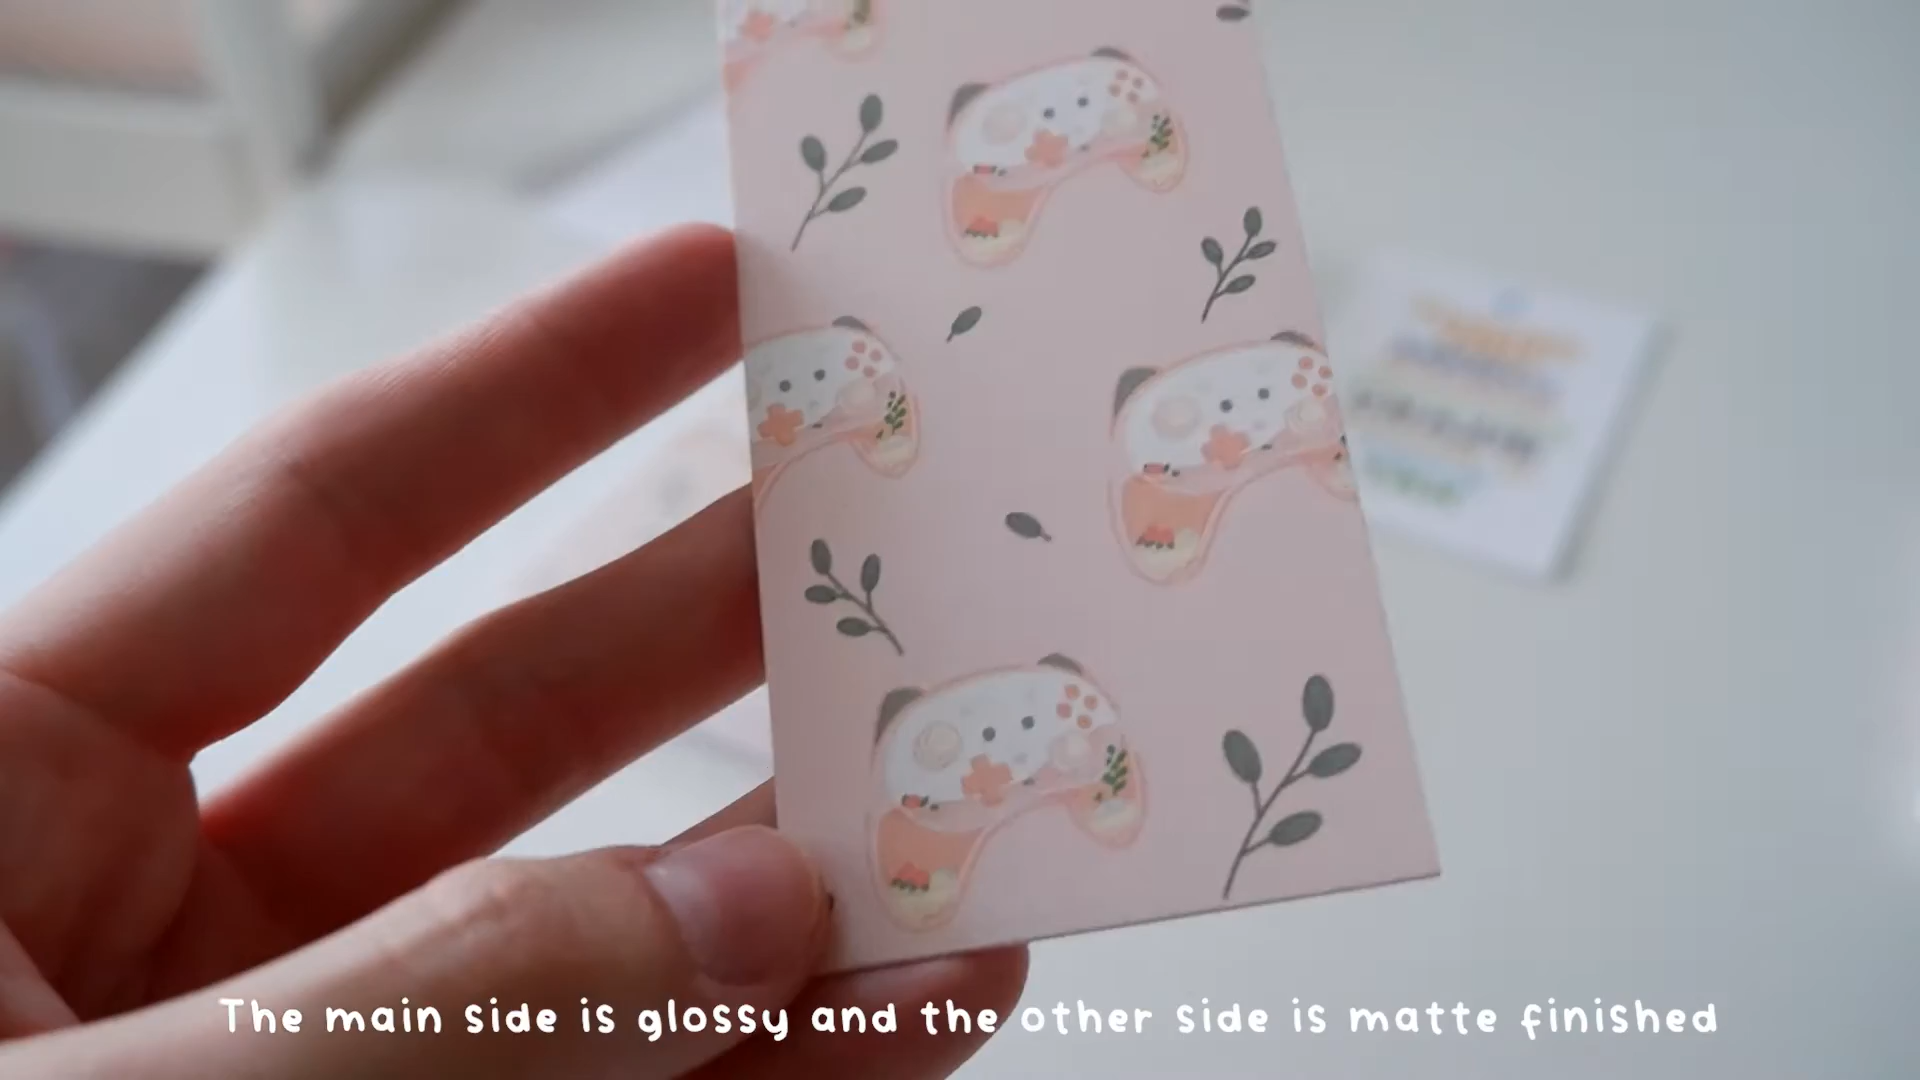 The main side is glossy and the other side is matte finished